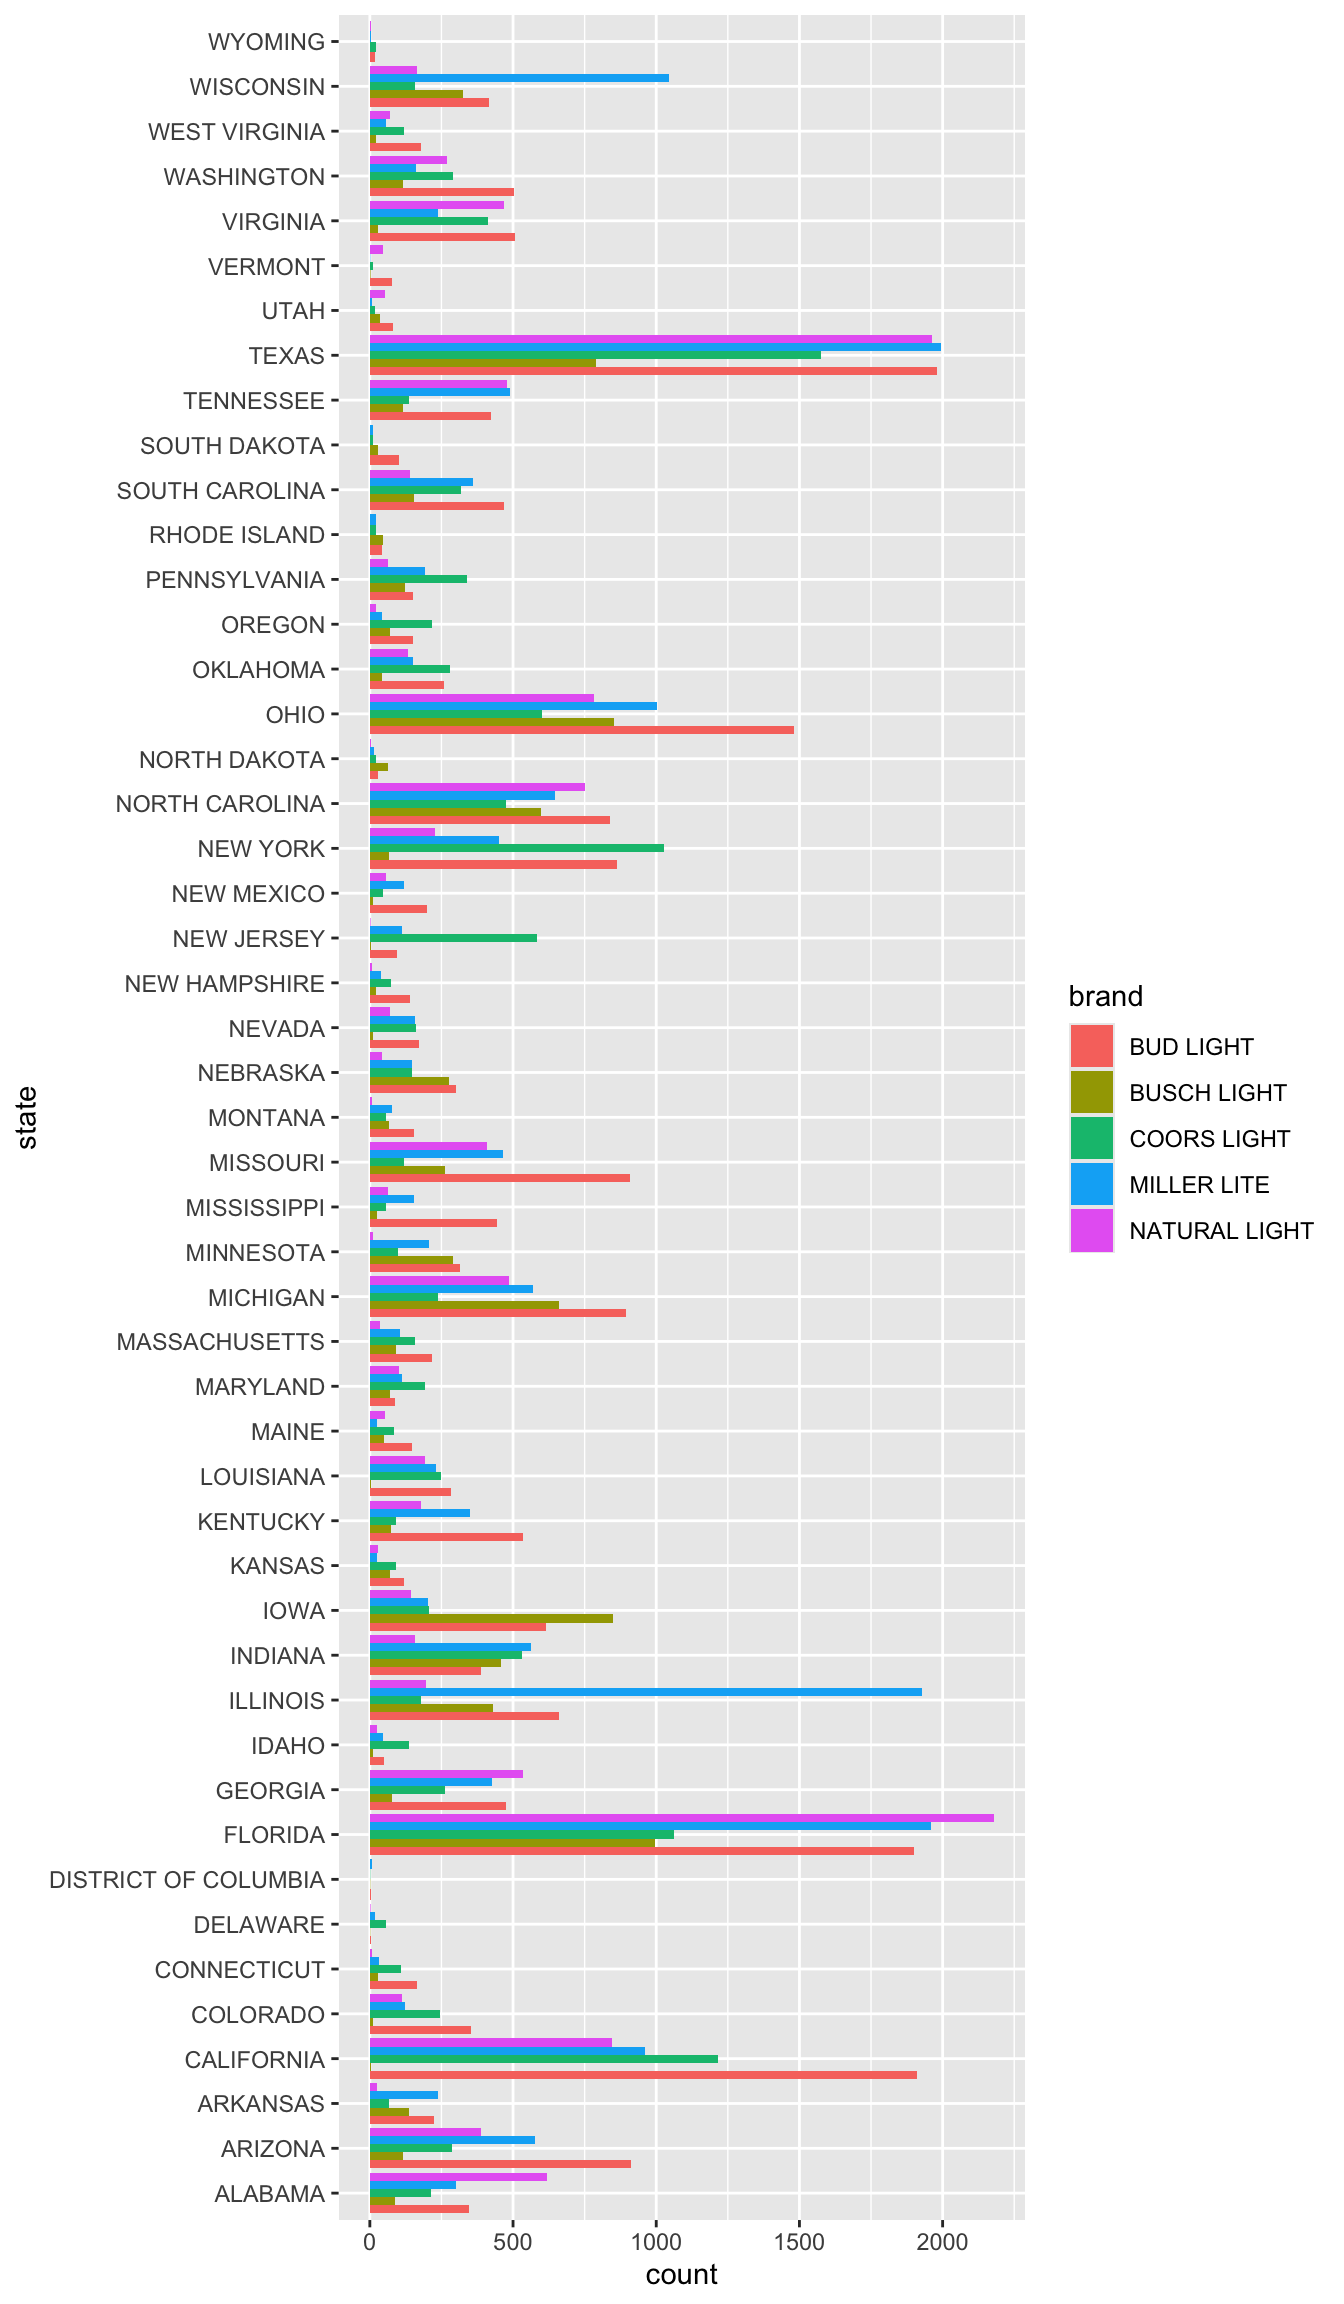 WYOMING
WISCONSIN
WEST VIRGINIA
WASHINGTON
VIRGINIA
VERMONT
UTAH
TEXAS
TENNESSEE
SOUTH DAKOTA
SOUTH CAROLINA
RHODE ISLAND
PENNSYLVANIA
OREGON
OKLAHOMA
OHIO
NORTH DAKOTA
NORTH CAROLINA
NEW YORK
NEW MEXICO
NEW JERSEY
NEW HAMPSHIRE
NEVADA
NEBRASKA
MONTANA
MISSOURI
MISSISSIPPI
MINNESOTA
MICHIGAN
MASSACHUSETTS
MARYLAND
MAINE
LOUISIANA
KENTUCKY
KANSAS
IOWA
INDIANA
ILLINOIS
IDAHO
GEORGIA
FLORIDA
DISTRICT OF COLUMBIA
DELAWARE
CONNECTICUT
COLORADO
CALIFORNIA
ARKANSAS
ARIZONA
ALABAMA
state
0 500 1000 1500 2000
count
brand
BUD LIGHT
BUSCH LIGHT
COORS LIGHT
MILLER LITE
NATURAL LIGHT